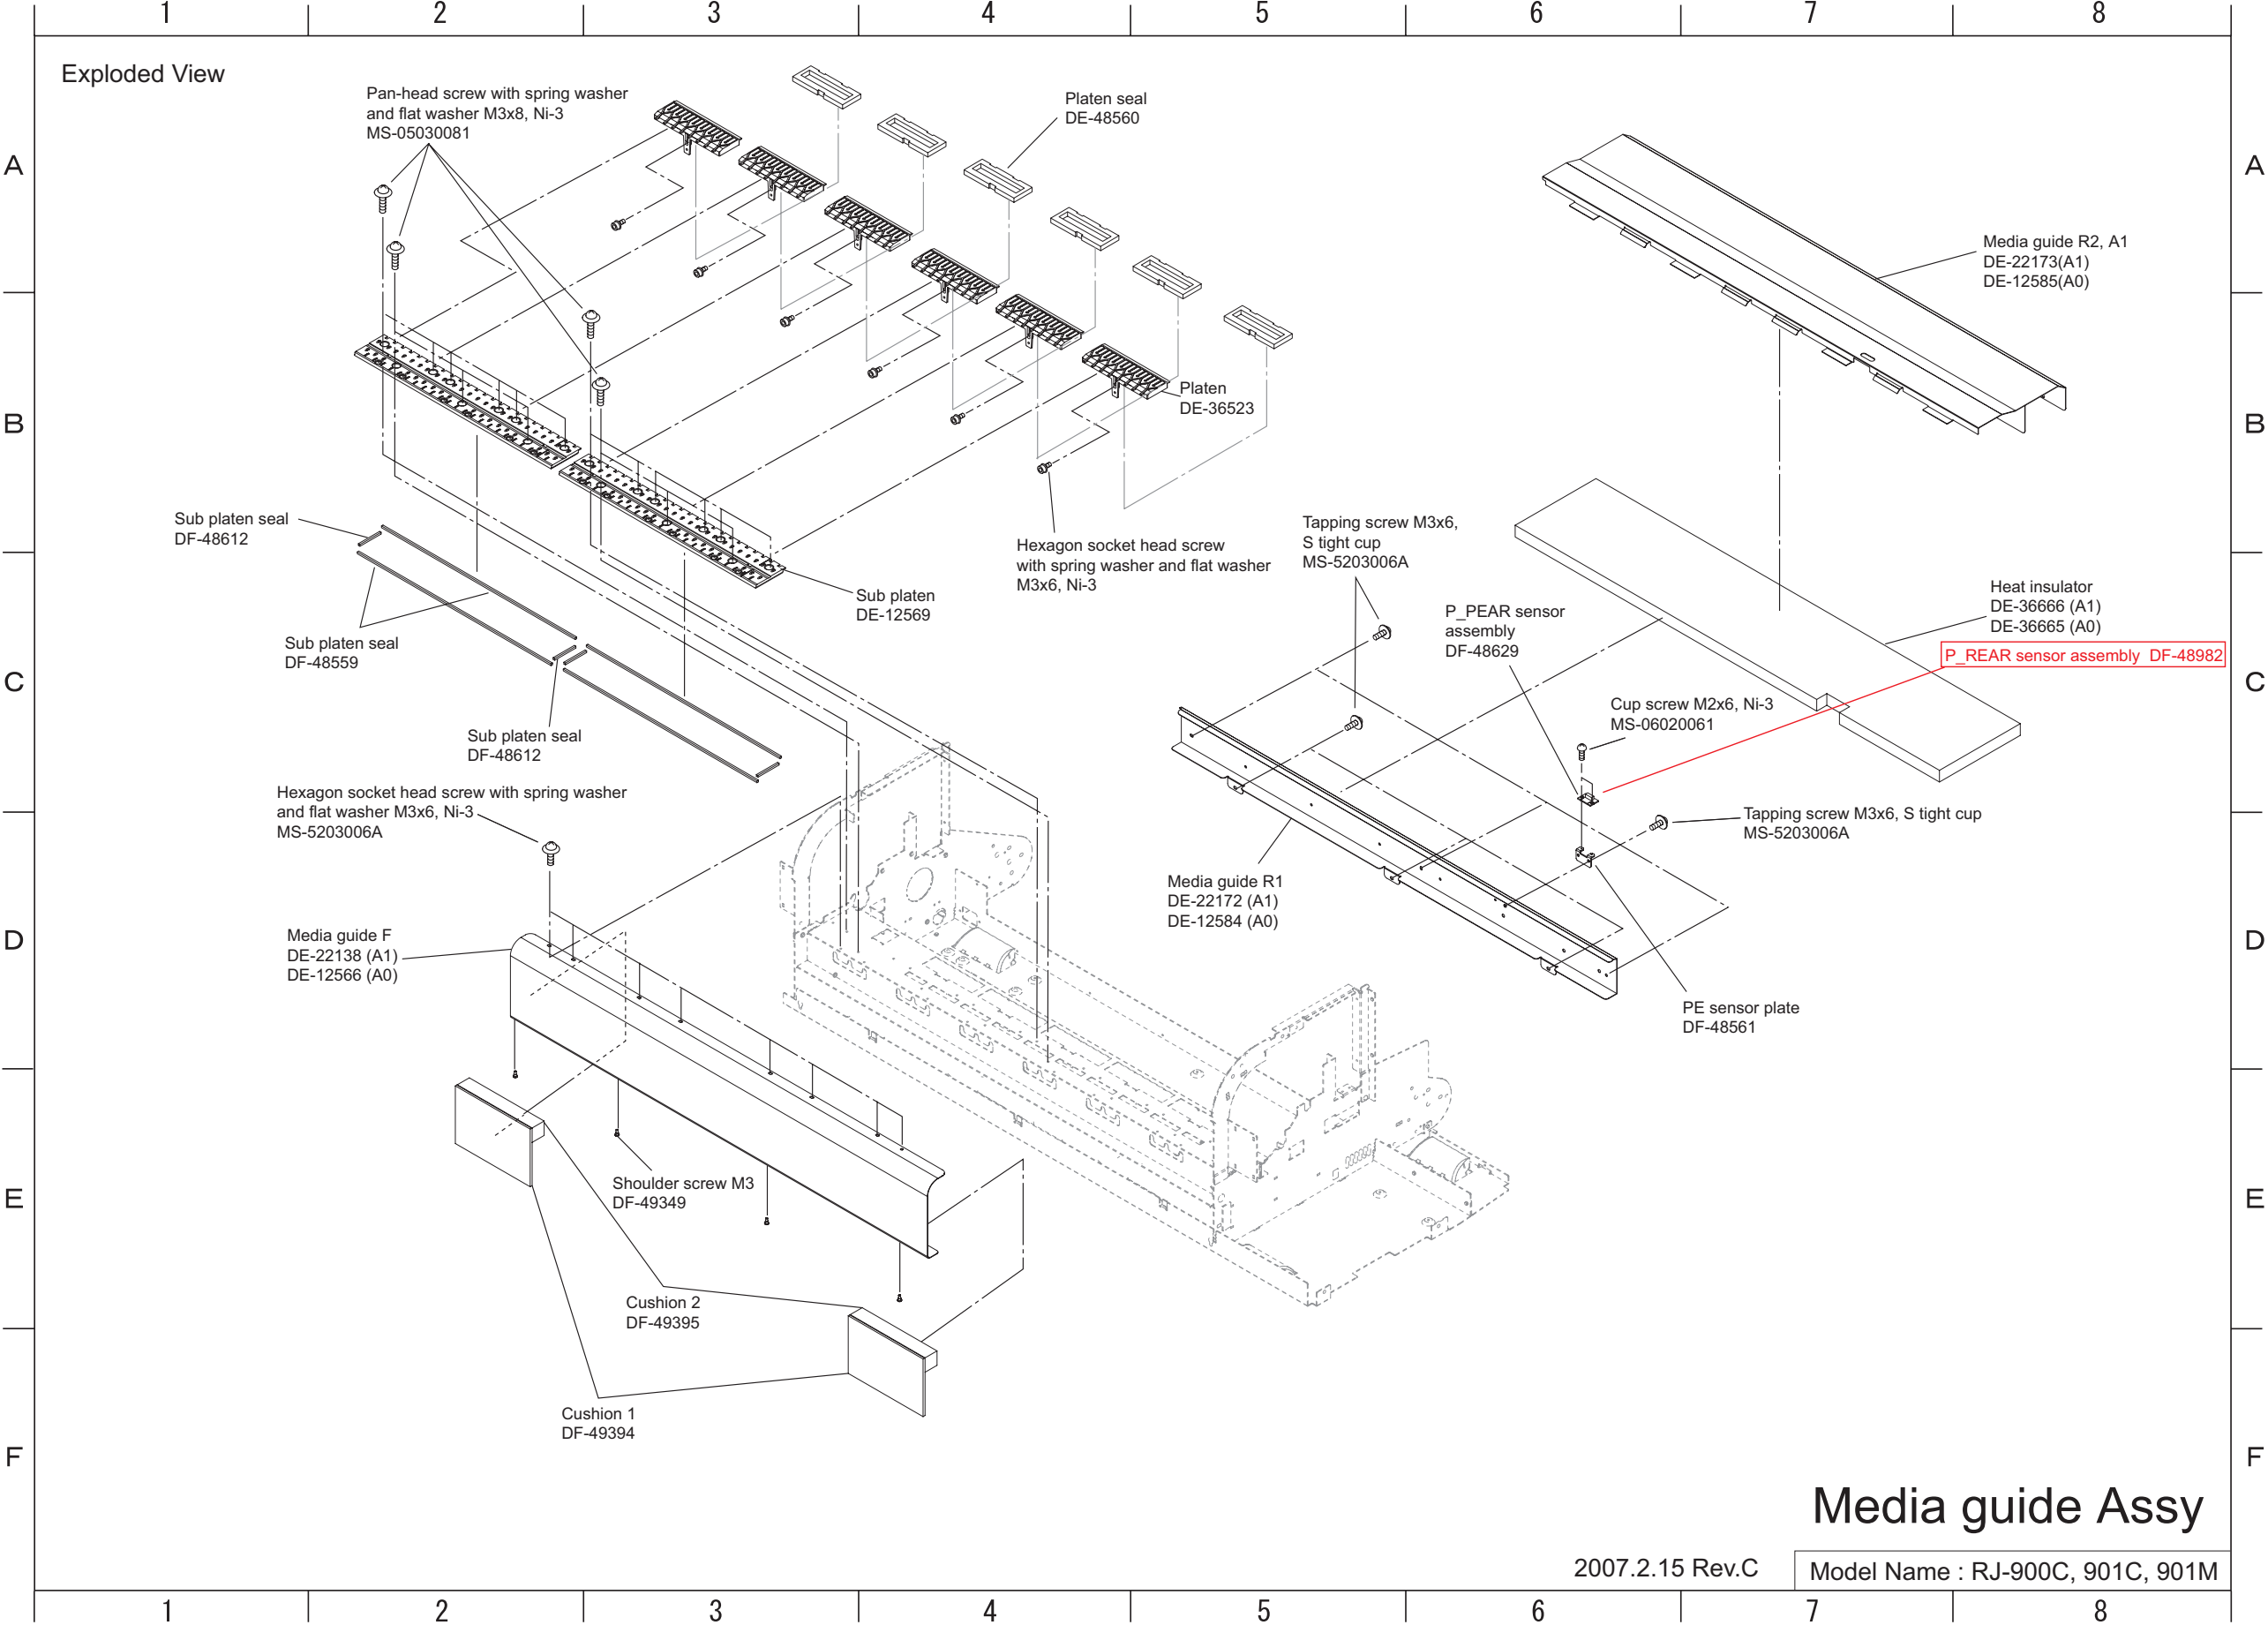 1 2 3 4 5 6 7 8
Exploded View
Pan-head screw with spring washer
and flat washer M3x8, Ni-3
MS-05030081
Platen seal
DE-48560
A
A
Media guide R2, A1
DE-22173(A1)
DE-12585(A0)
Platen
DE-36523
B
B
Sub platen seal
DF-48612
Tapping screw M3x6,
S tight cup
MS-5203006A
Hexagon socket head screw
with spring washer and flat washer
M3x6, Ni-3
Sub platen
DE-12569
Heat insulator
DE-36666 (A1)
DE-36665 (A0)
P_PEAR sensor
assembly
DF-48629
Sub platen seal
DF-48559
P_REAR sensor assembly DF-48982
C
C
Cup screw M2x6, Ni-3
MS-06020061
Sub platen seal
DF-48612
Hexagon socket head screw with spring washer
and flat washer M3x6, Ni-3
MS-5203006A
Tapping screw M3x6, S tight cup
MS-5203006A
Media guide R1
DE-22172 (A1)
DE-12584 (A0)
Media guide F
DE-22138 (A1)
DE-12566 (A0)
D
D
PE sensor plate
DF-48561
Shoulder screw M3
DF-49349
E
E
Cushion 2
DF-49395
Cushion 1
DF-49394
F
F
Media guide Assy
2007.2.15 Rev.C
Model Name : RJ-900C, 901C, 901M
1 2 3 4 5 6 7 8